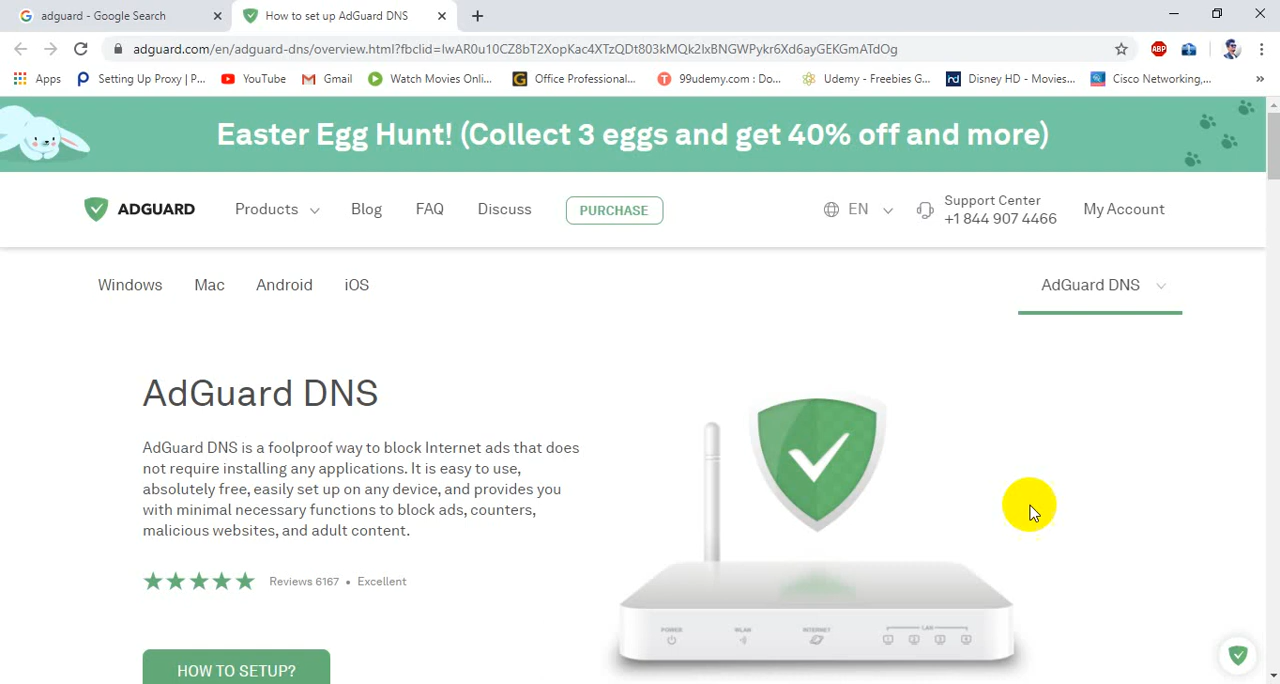 adguard - Google Search
How to set up AdGuard DNS
adguard.com/en/adguard-dns/overview.html?fbclid=IwAR0u10CZ8bT2XopKac4XTzQDt803kMQk2IxBNGWPykr6Xd6ayGEKGmATdOg
ABP
Apps
Setting Up Proxy | P...
YouTube
Gmail
Watch Movies Onli...
Office Professional...
99udemy.com : Do...
Udemy - Freebies G...
Disney HD - Movies...
Cisco Networking,...
Easter Egg Hunt! (Collect 3 eggs and get 40% off and more)
ADGUARD
Products
Blog
FAQ
Discuss
PURCHASE
EN
Support Center
+1 844 907 4466
My Account
Windows
Mac
Android
iOS
AdGuard DNS
AdGuard DNS
AdGuard DNS is a foolproof way to block Internet ads that does
not require installing any applications. It is easy to use,
absolutely free, easily set up on any device, and provides you
with minimal necessary functions to block ads, counters,
malicious websites, and adult content.
Reviews 6167 • Excellent
HOW TO SETUP?
POWER
WLAN
INTERNET
LAN